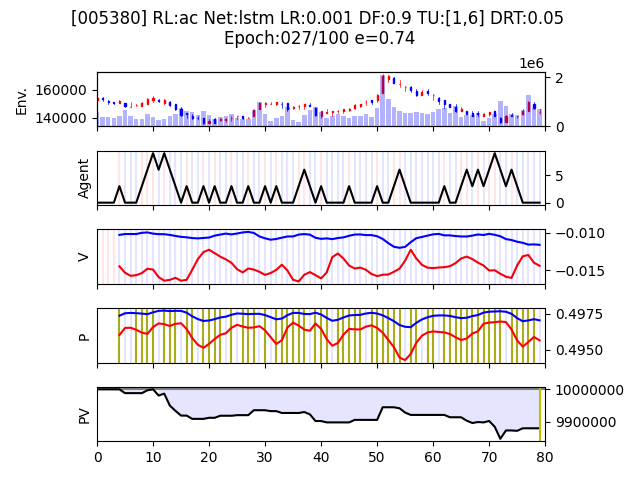 [005380] RL:ac Net:lstm LR:0.001 DF:0.9 TU:[1,6] DRT:0.05
Epoch:027/100 e=0.74
1e6
Env.
160000
140000
2
0
Agent
5
0
V
−0.010
−0.015
P
0.4975
0.4950
PV
10000000
9900000
0 10 20 30 40 50 60 70 80